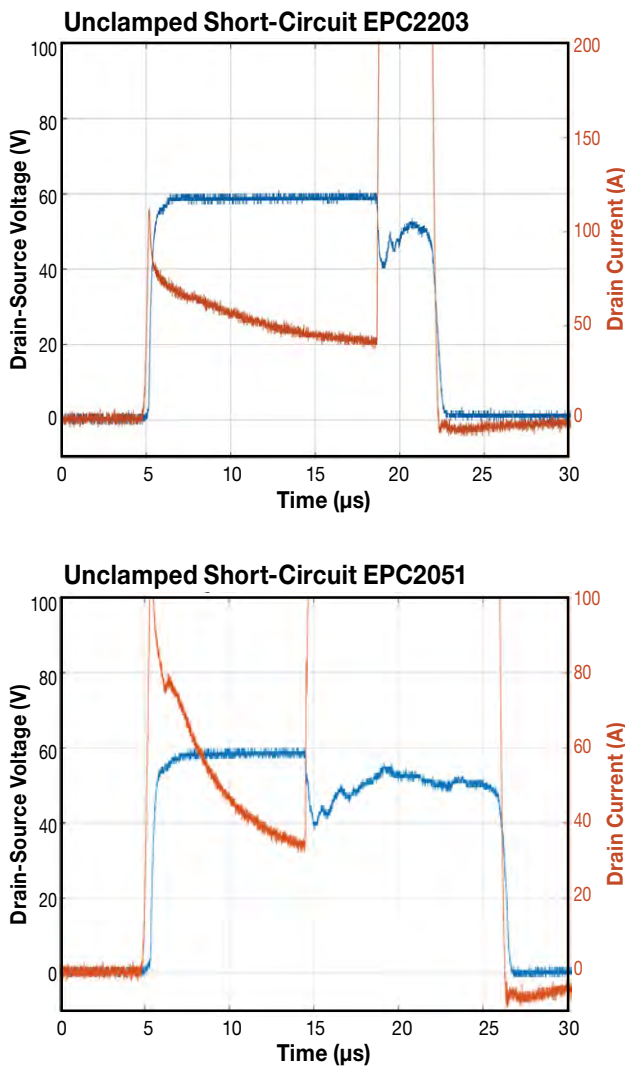 Unclamped Short-Circuit EPC2203
100
80
60
40
20
0
Drain-Source Voltage (V)
200
150
100
50
0
Drain Current (A)
0 5 10 15 20 25 30
Time (µs)
Unclamped Short-Circuit EPC2051
100
80
60
40
20
0
Drain-Source Voltage (V)
100
80
60
40
20
0
Drain Current (A)
0 5 10 15 20 25 30
Time (µs)